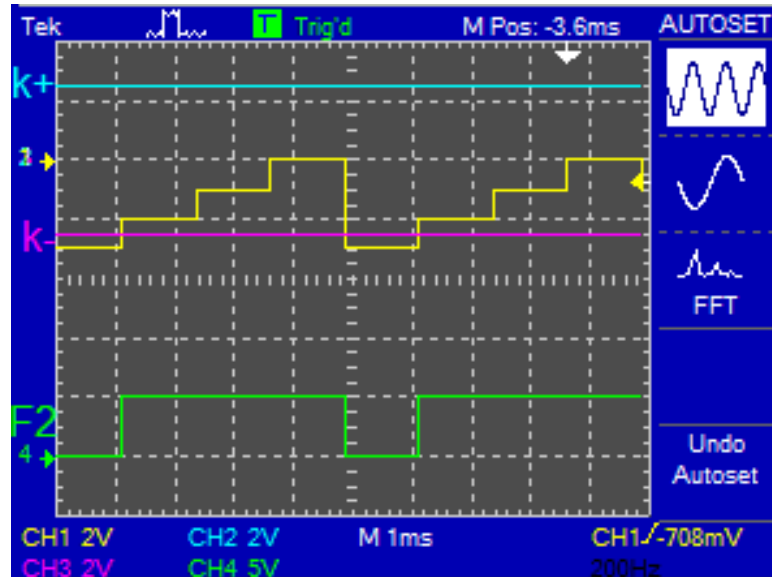 Tek T Trig'd M Pos: -3.6ms AUTOSET
k+
k-
FFT
F2
4
Undo
Autoset
CH1 2V CH2 2V M 1ms CH1 -708mV
CH3 2V CH4 5V 200Hz